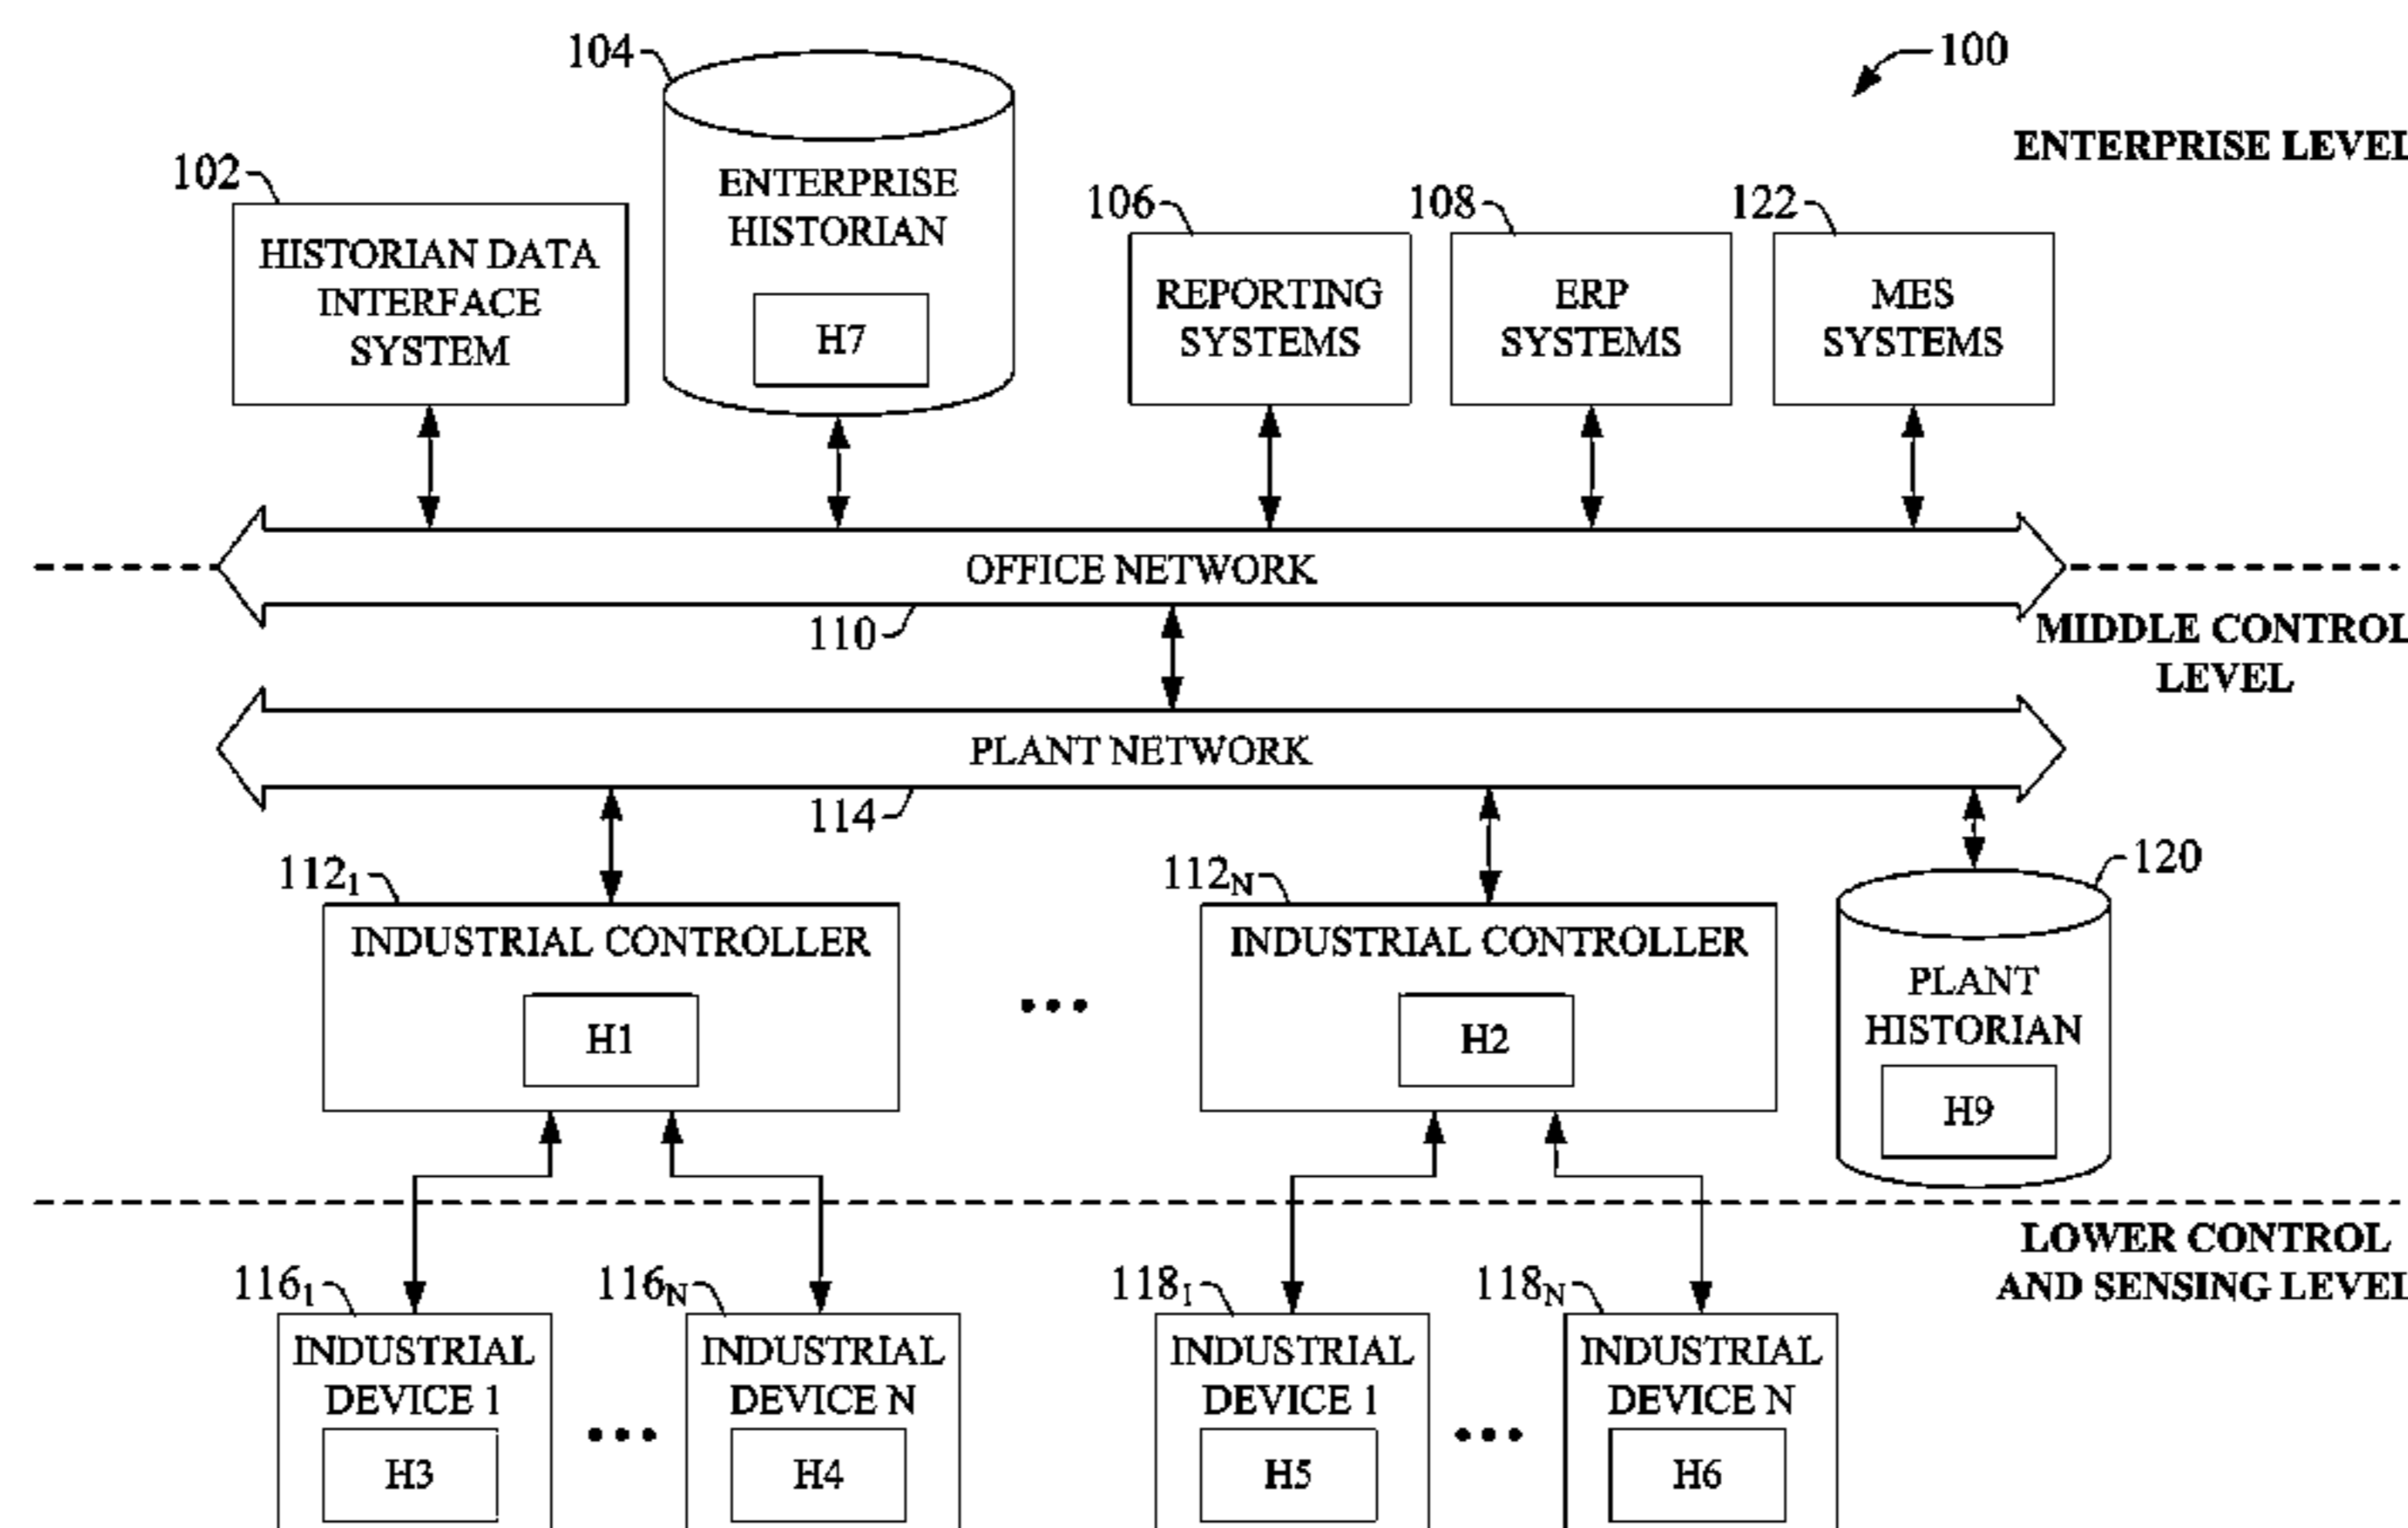 104
100
ENTERPRISE LEVEL
102
ENTERPRISE
HISTORIAN
H7
106
108
122
HISTORIAN DATA
INTERFACE
SYSTEM
REPORTING
SYSTEMS
ERP
SYSTEMS
MES
SYSTEMS
OFFICE NETWORK
110
MIDDLE CONTROL
LEVEL
PLANT NETWORK
114
112₁
112_N
120
INDUSTRIAL CONTROLLER
H1
•••
INDUSTRIAL CONTROLLER
H2
PLANT
HISTORIAN
H9
LOWER CONTROL
AND SENSING LEVEL
116₁
116_N
118₁
118_N
INDUSTRIAL
DEVICE 1
H3
•••
INDUSTRIAL
DEVICE N
H4
INDUSTRIAL
DEVICE 1
H5
•••
INDUSTRIAL
DEVICE N
H6